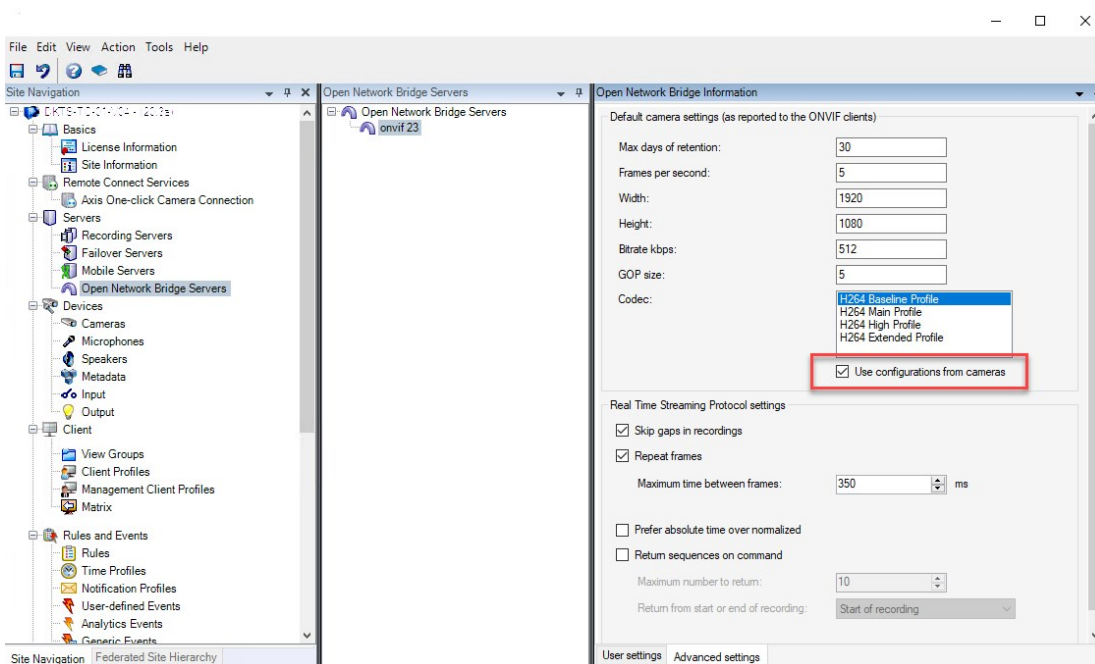 File Edit View Action Tools Help
Site Navigation
Basics
License Information
Site Information
Remote Connect Services
Axis One-click Camera Connection
Servers
Recording Servers
Failover Servers
Mobile Servers
Open Network Bridge Servers
Devices
Cameras
Microphones
Speakers
Metadata
Input
Output
Client
View Groups
Client Profiles
Management Client Profiles
Matrix
Rules and Events
Rules
Time Profiles
Notification Profiles
User-defined Events
Analytics Events
Generic Events
Site Navigation Federated Site Hierarchy
Open Network Bridge Servers
Open Network Bridge Servers
onvif 23
Open Network Bridge Information
Default camera settings (as reported to the ONVIF clients)
Max days of retention: 30
Frames per second: 5
Width: 1920
Height: 1080
Bitrate kbps: 512
GOP size: 5
Codec: H264 Baseline Profile
H264 Main Profile
H264 High Profile
H264 Extended Profile
Use configurations from cameras
Real Time Streaming Protocol settings
Skip gaps in recordings
Repeat frames
Maximum time between frames: 350 ms
Prefer absolute time over normalized
Return sequences on command
Maximum number to return: 10
Return from start or end of recording: Start of recording
User settings Advanced settings